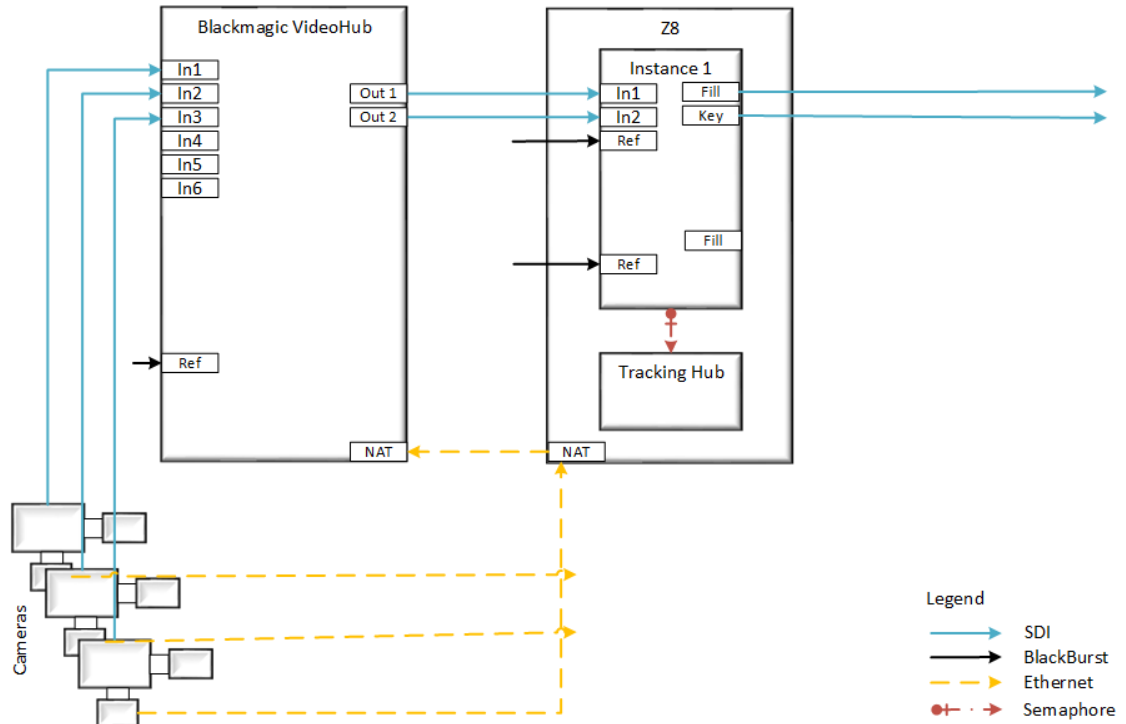 Blackmagic VideoHub
In1
In2
In3
In4
In5
In6
Out 1
Out 2
Ref
NAT
Z8
Instance 1
In1
In2
Ref
Fill
Key
Fill
Ref
Tracking Hub
NAT
Cameras
Legend
SDI
BlackBurst
Ethernet
Semaphore